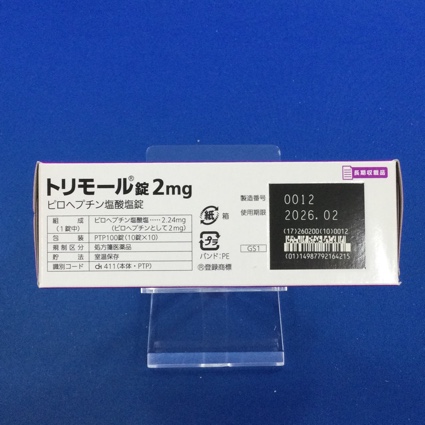 トリモール®錠2mg
ピロヘプチン塩酸塩錠
組成 ピロヘプチン塩酸塩……2.24mg
(1錠中) (ピロヘプチンとして2mg)
包装 PTP100錠(10錠×10)
規制区分 処方箋医薬品
貯法 室温保存
識別コード 411(本体・PTP)
紙 箱
プラ
バンド:PE
®登録商標
製造番号 0012
使用期限 2026.02
GS1
(17)260200(10)0012
(01)14987792164215
長期収載品